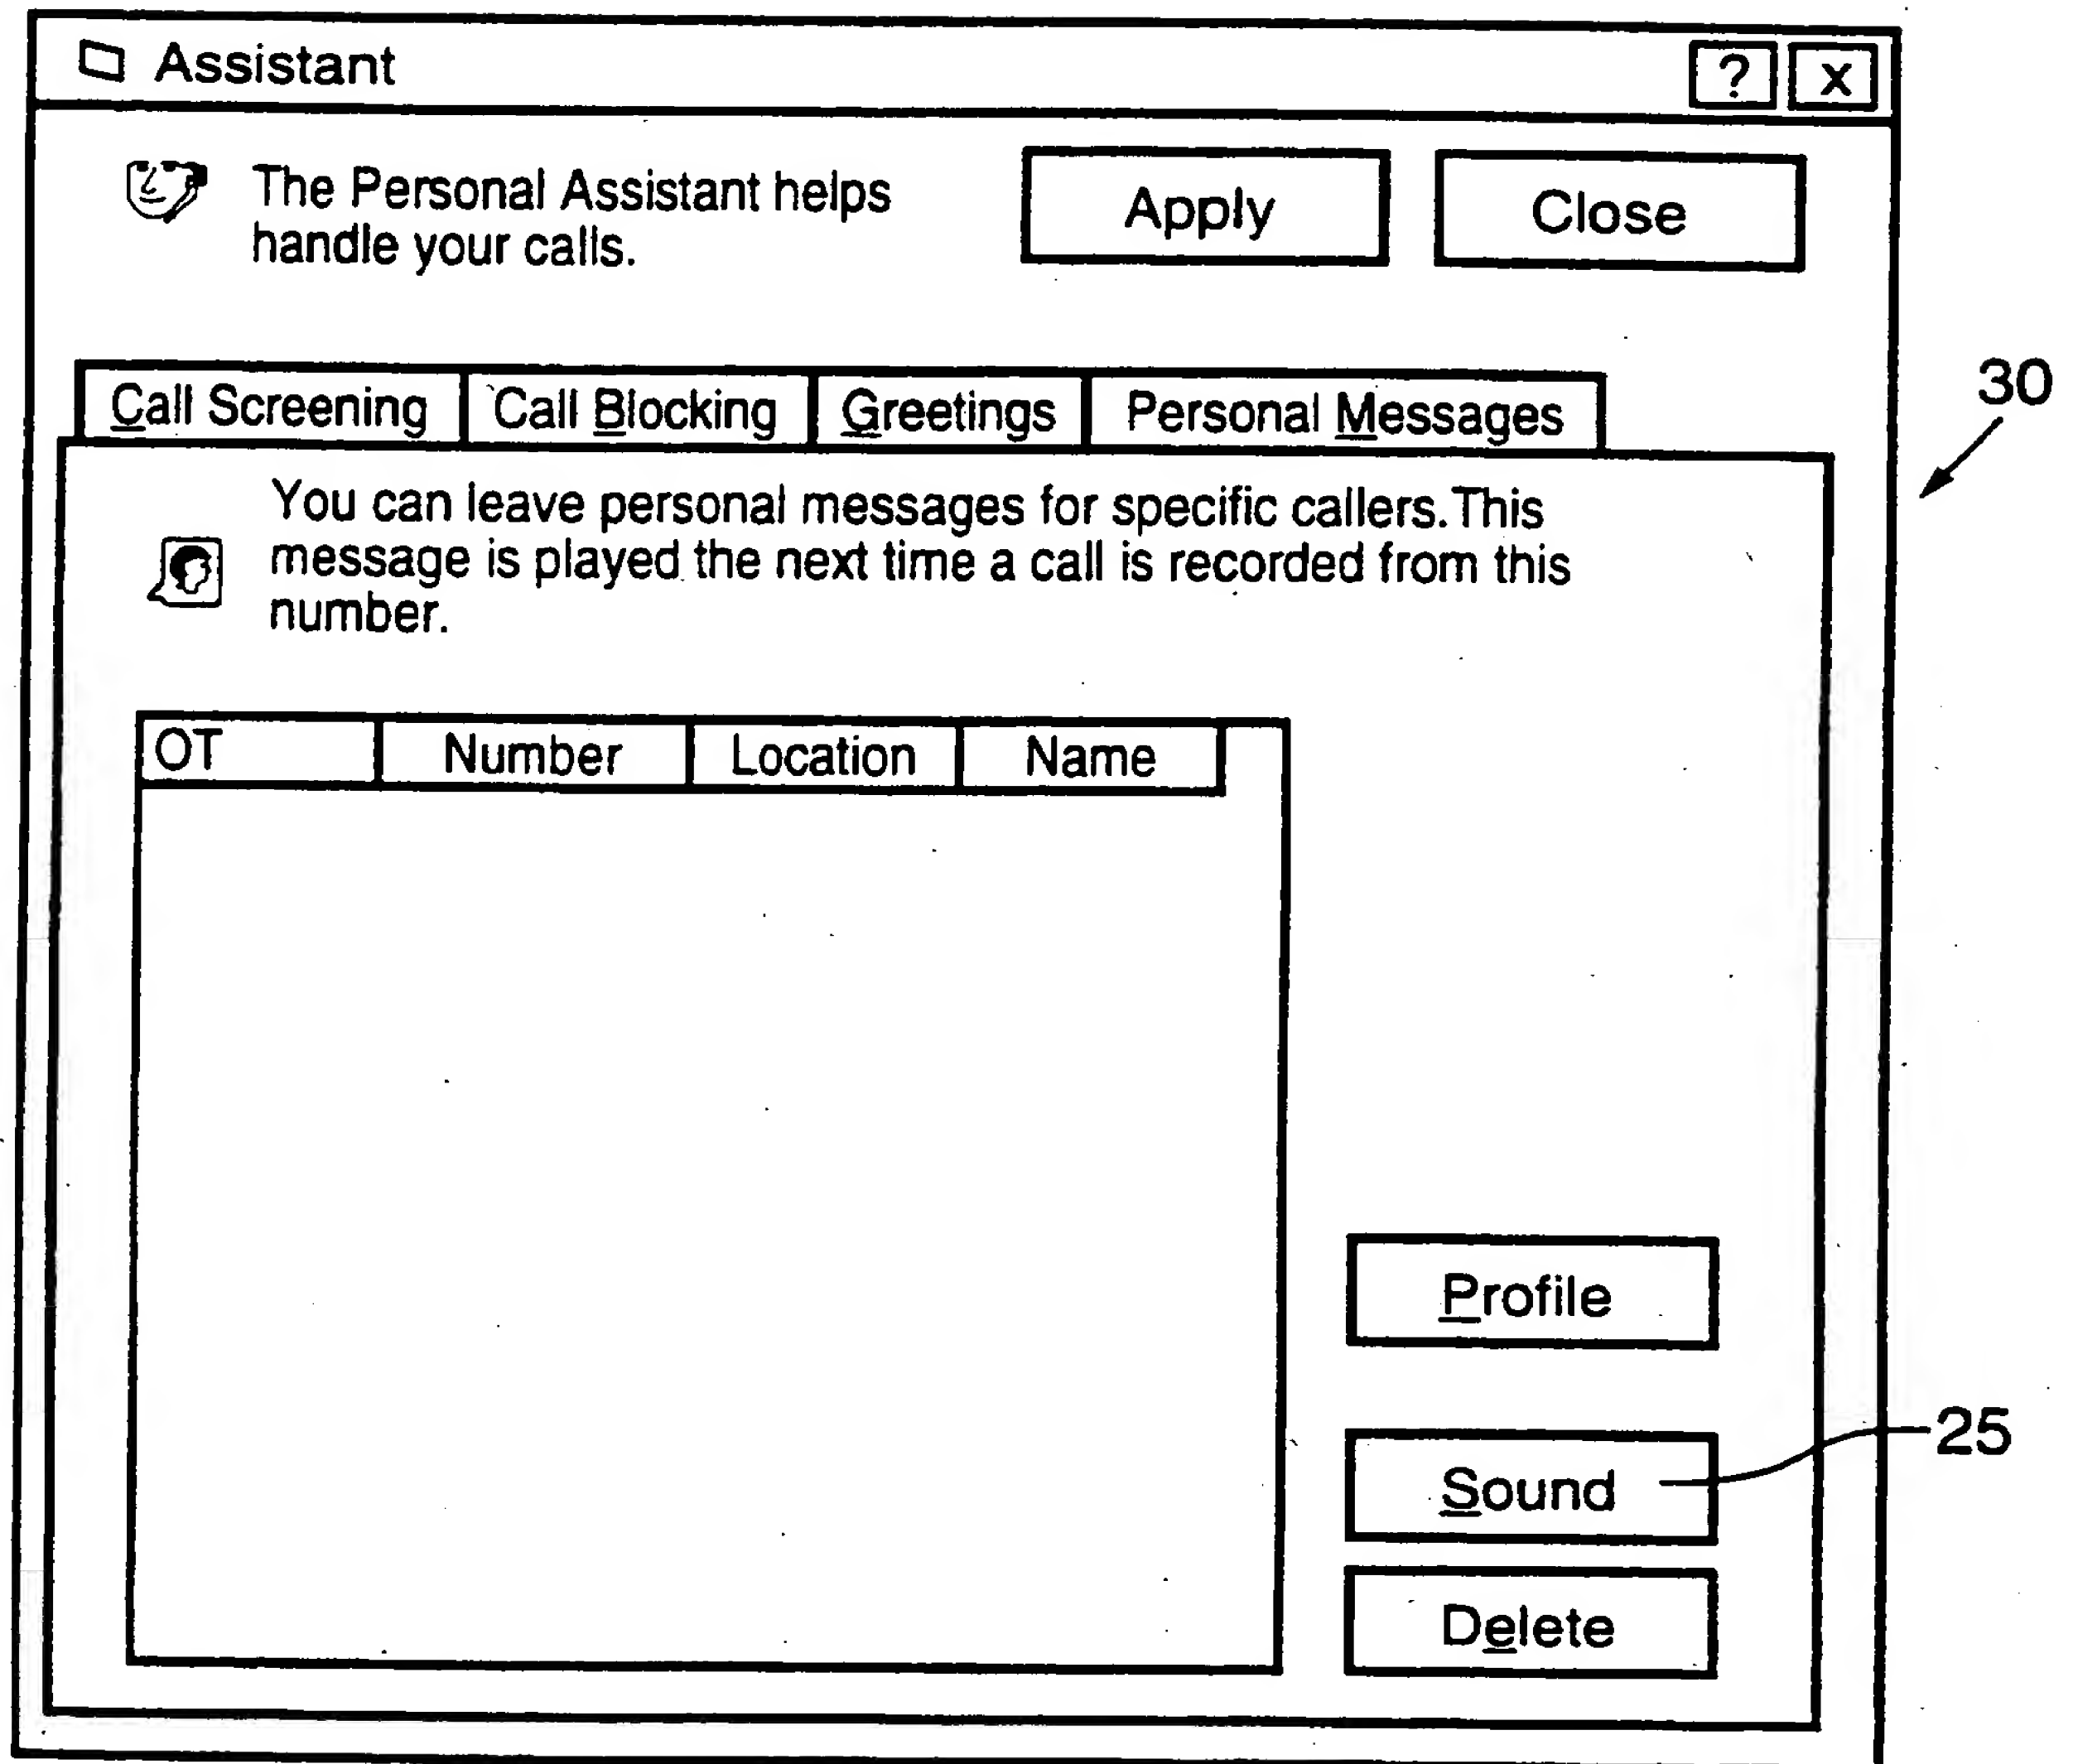 Assistant ? x
The Personal Assistant helps
handle your calls.
Apply Close
Call Screening Call Blocking Greetings Personal Messages
30
You can leave personal messages for specific callers.This
message is played the next time a call is recorded from this
number.
OT Number Location Name
Profile
Sound
25
Delete